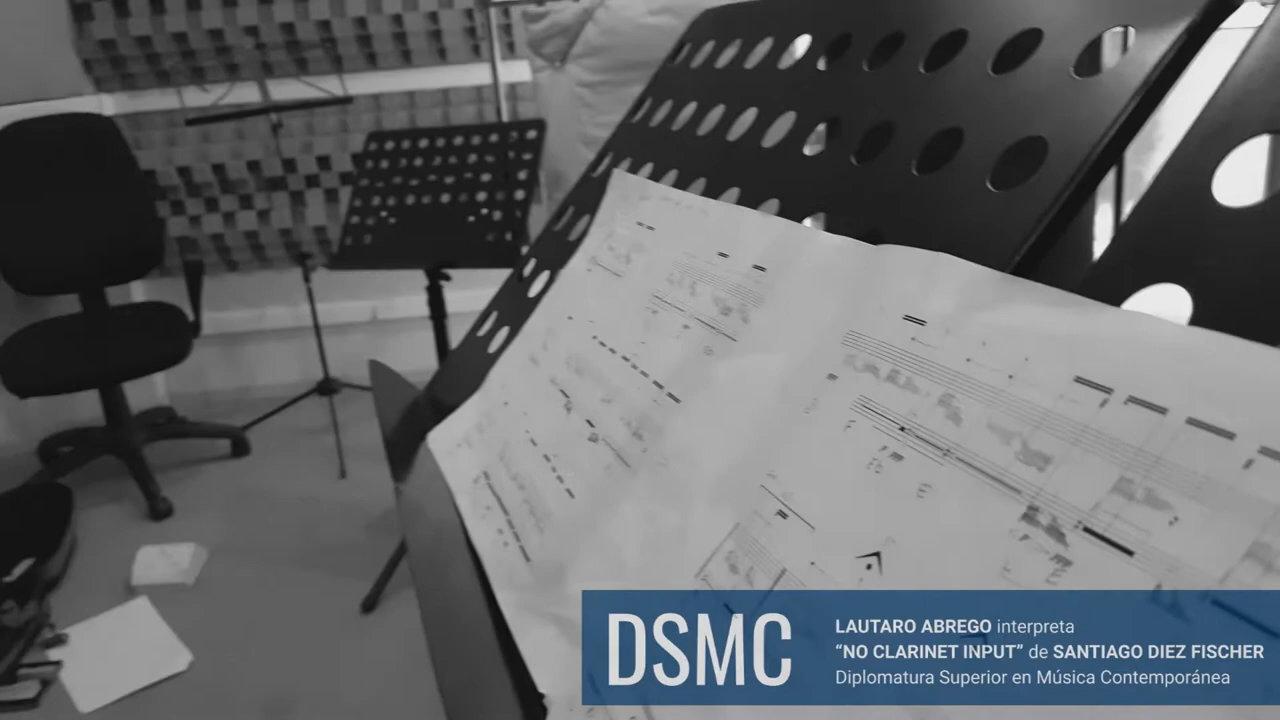 DSMC
LAUTARO ABREGO interpreta
“NO CLARINET INPUT” de SANTIAGO DIEZ FISCHER
Diplomatura Superior en Música Contemporánea